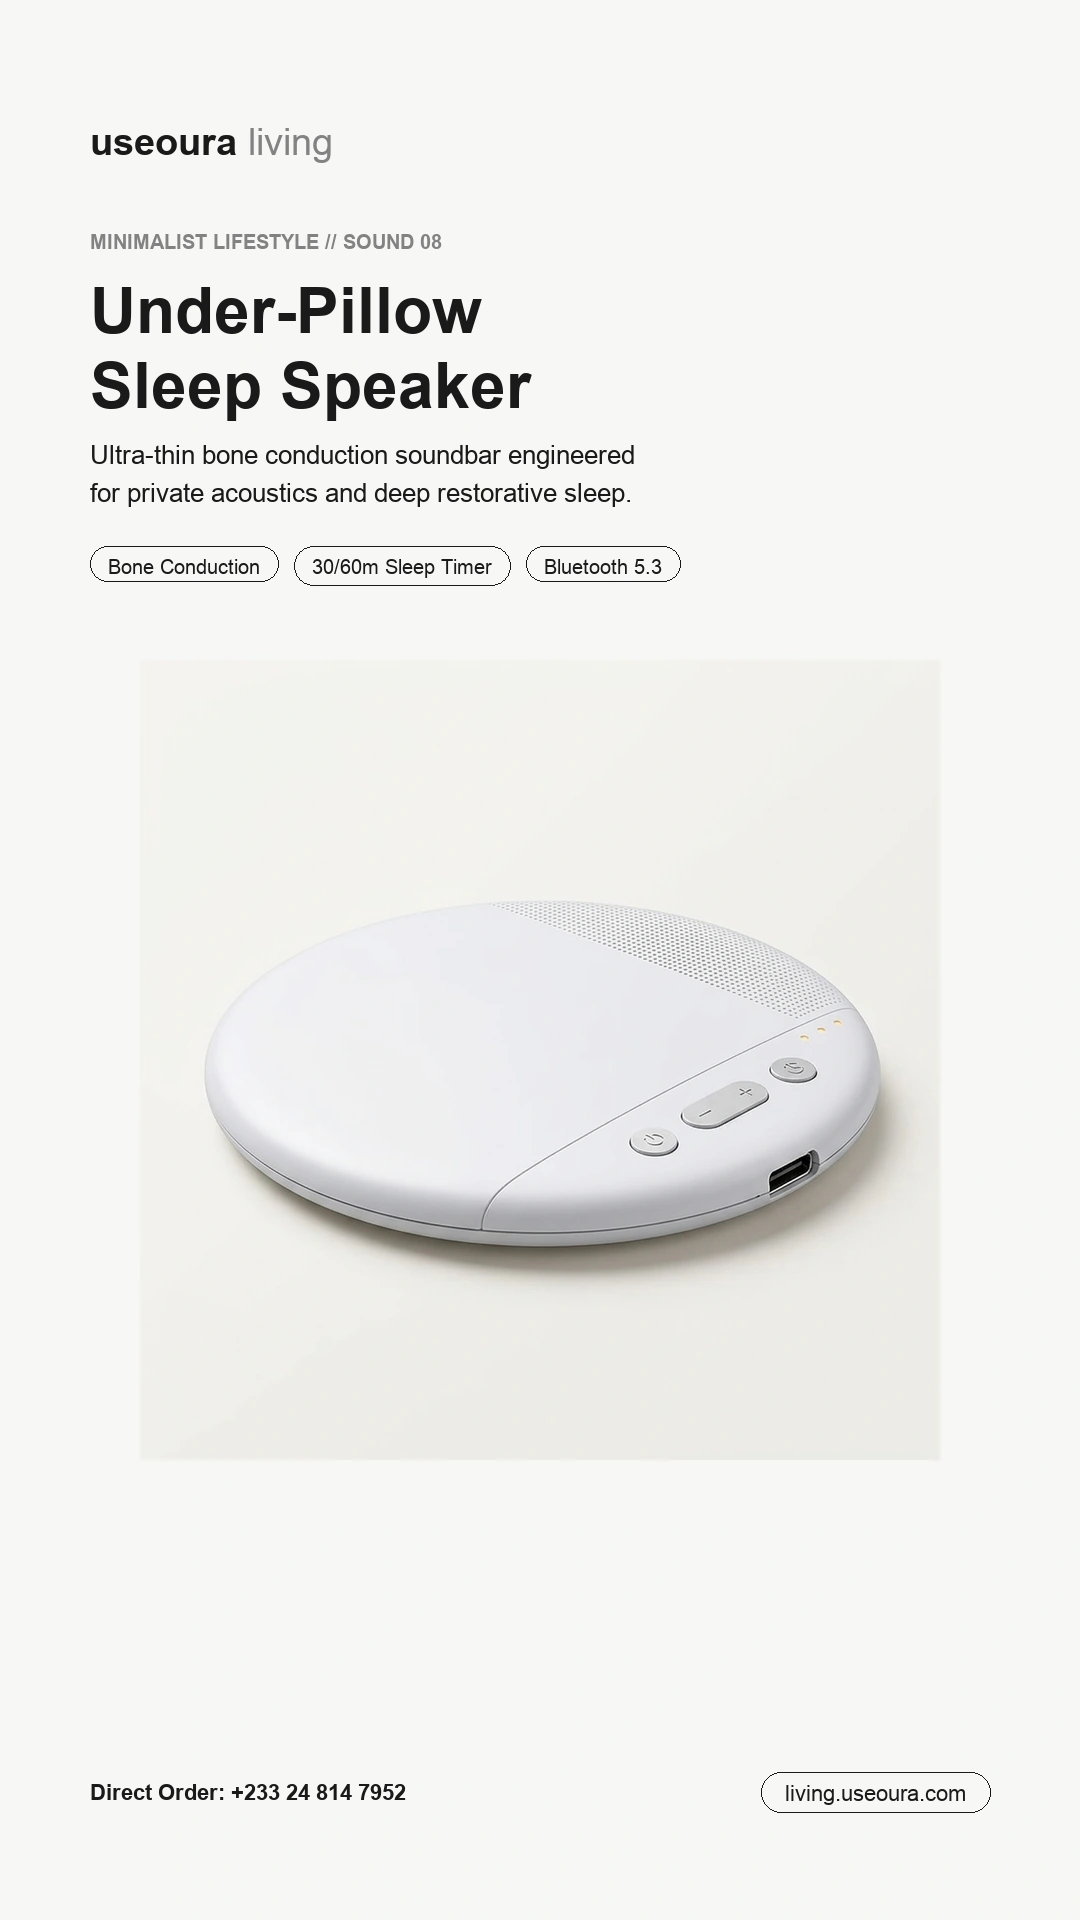 useoura living
MINIMALIST LIFESTYLE // SOUND 08
Under-Pillow
Sleep Speaker
Ultra-thin bone conduction soundbar engineered
for private acoustics and deep restorative sleep.
Bone Conduction
30/60m Sleep Timer
Bluetooth 5.3
Direct Order: +233 24 814 7952
living.useoura.com